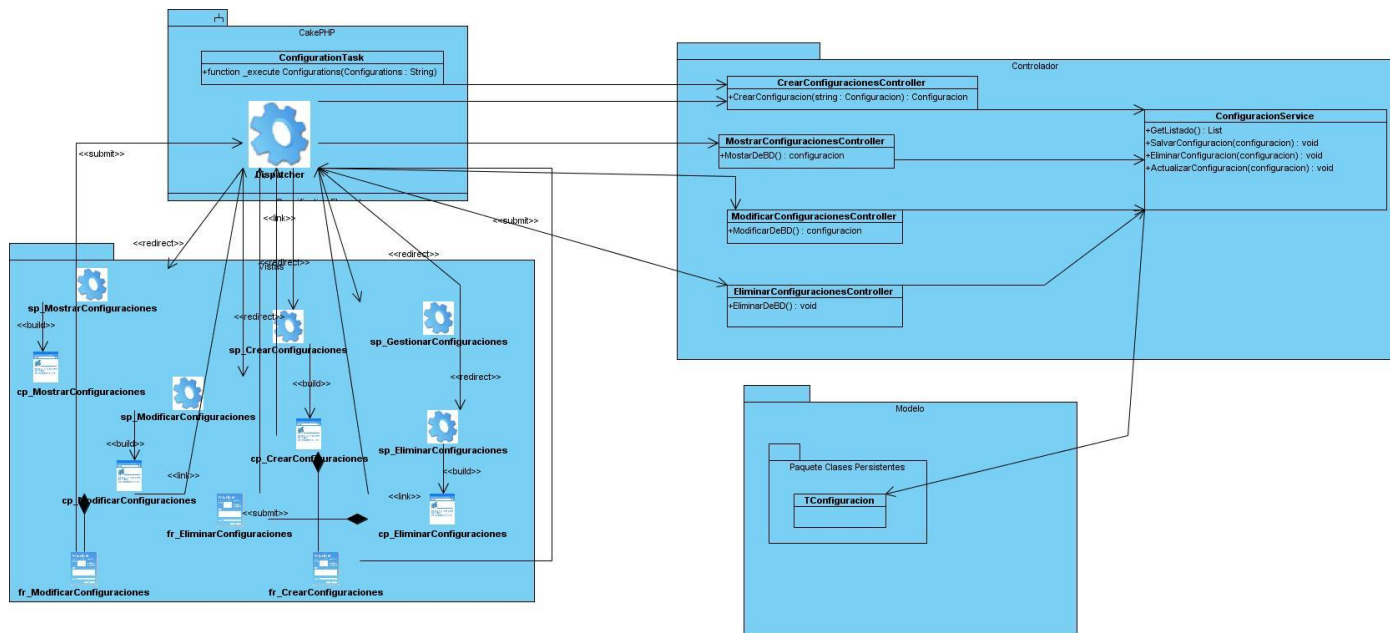 CakePHP
ConfigurationTask
+function _execute Configurations(Configurations : String)
Dispatcher
Controlador
CrearConfiguracionesController
+CrearConfiguracion(string : Configuracion) : Configuracion
MostrarConfiguracionesController
+MostarDeBD() : configuracion
ModificarConfiguracionesController
+ModificarDeBD() : configuracion
EliminarConfiguracionesController
+EliminarDeBD() : void
ConfiguracionService
+GetListado() : List
+SalvarConfiguracion(configuracion) : void
+EliminarConfiguracion(configuracion) : void
+ActualizarConfiguracion(configuracion) : void
<<submit>>
<<link>>
<<submit>>
<<redirect>>
<<redirect>>
<<redirect>>
Vistas
sp_MostrarConfiguraciones
<<build>>
cp_MostrarConfiguraciones
<<redirect>>
sp_CrearConfiguraciones
sp_GestionarConfiguraciones
<<build>>
<<redirect>>
sp_ModificarConfiguraciones
<<build>>
cp_CrearConfiguraciones
sp_EliminarConfiguraciones
<<build>>
<<link>>
cp_ModificarConfiguraciones
<<link>>
<<submit>>
fr_EliminarConfiguraciones
cp_EliminarConfiguraciones
fr_ModificarConfiguraciones
fr_CrearConfiguraciones
Modelo
Paquete Clases Persistentes
TConfiguracion